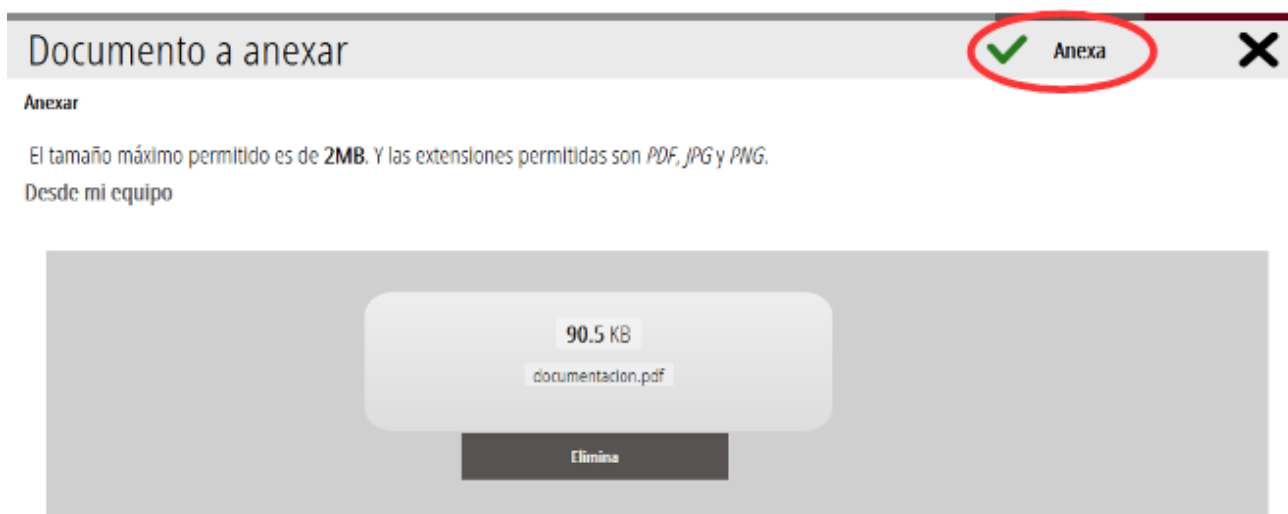 Documento a anexar
Anexa
Anexar
El tamaño máximo permitido es de 2MB. Y las extensiones permitidas son PDF, JPG y PNG.
Desde mi equipo
90.5 KB
documentacion.pdf
Elimina